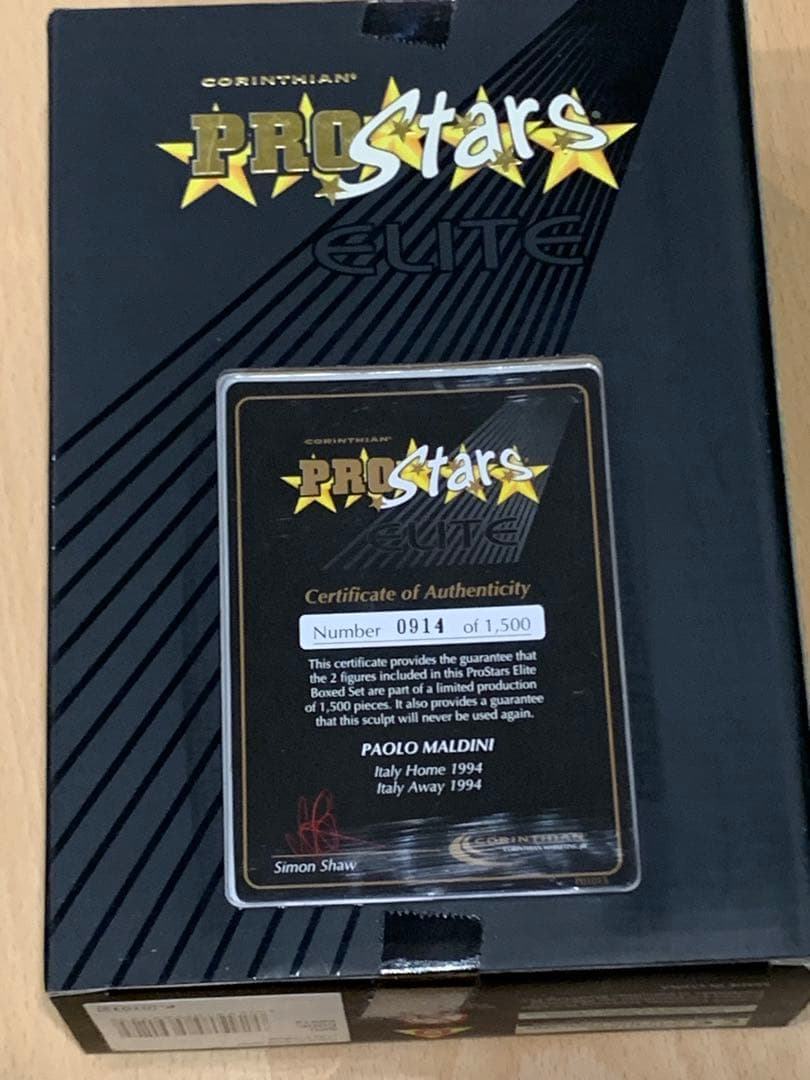 CORINTHIAN®
PROStars®
ELITE
CORINTHIAN®
PROStars
ELITE
Certificate of Authenticity
Number 0914 of 1,500
This certificate provides the guarantee that
the 2 figures included in this ProStars Elite
Boxed Set are part of a limited production
of 1,500 pieces. It also provides a guarantee
that this sculpt will never be used again.
PAOLO MALDINI
Italy Home 1994
Italy Away 1994
Simon Shaw
CORINTHIAN